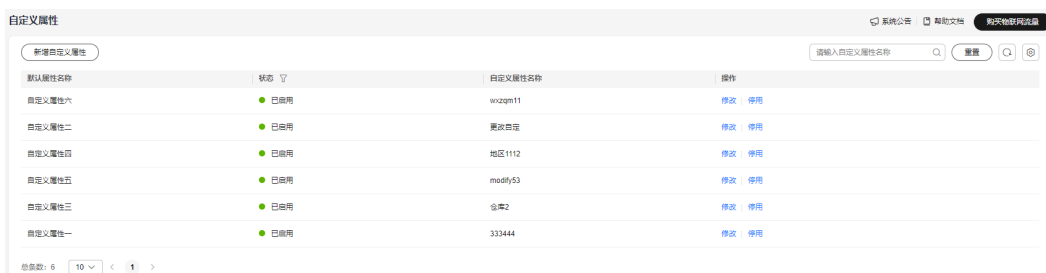 自定义属性 系统公告 帮助文档 购买物联网流量
新增自定义属性 请输入自定义属性名称 重置
默认属性名称 状态 自定义属性名称 操作
自定义属性六 已启用 wxzqm11 修改 停用
自定义属性二 已启用 更改自定 修改 停用
自定义属性四 已启用 地区1112 修改 停用
自定义属性五 已启用 modify53 修改 停用
自定义属性三 已启用 仓库2 修改 停用
自定义属性一 已启用 333444 修改 停用
总条数: 6 10 < 1 >